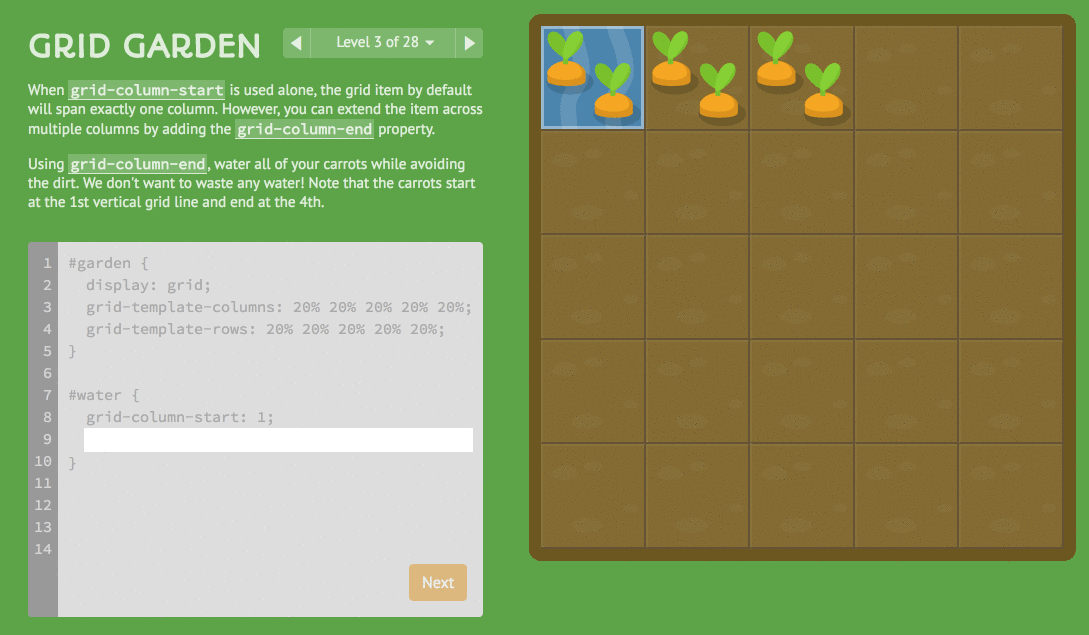 GRID GARDEN
Level 3 of 28
When grid-column-start is used alone, the grid item by default
will span exactly one column. However, you can extend the item across
multiple columns by adding the grid-column-end property.
Using grid-column-end, water all of your carrots while avoiding
the dirt. We don't want to waste any water! Note that the carrots start
at the 1st vertical grid line and end at the 4th.
1 #garden {
2   display: grid;
3   grid-template-columns: 20% 20% 20% 20% 20%;
4   grid-template-rows: 20% 20% 20% 20% 20%;
5 }
6
7 #water {
8   grid-column-start: 1;
9
10 }
11
12
13
14
Next